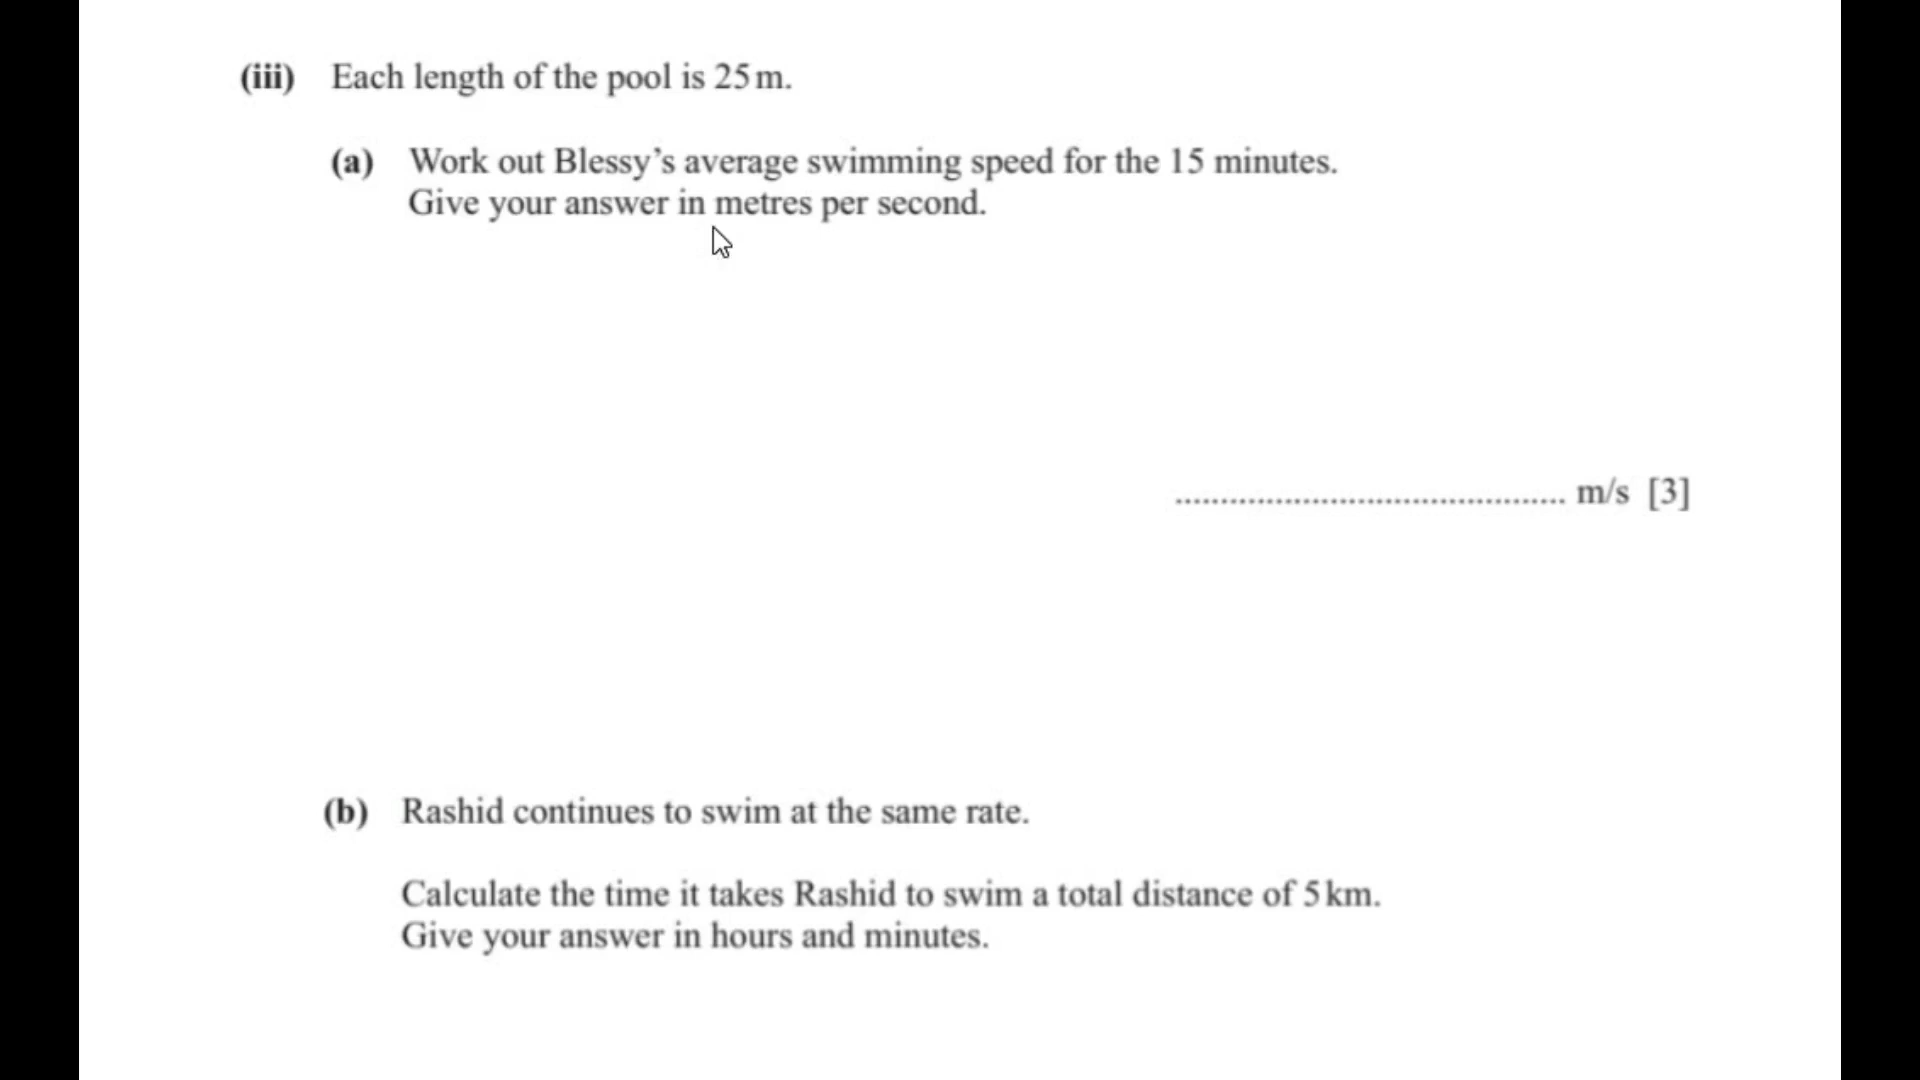 (iii) Each length of the pool is 25 m.
(a) Work out Blessy’s average swimming speed for the 15 minutes.
Give your answer in metres per second.
........................................... m/s [3]
(b) Rashid continues to swim at the same rate.
Calculate the time it takes Rashid to swim a total distance of 5 km.
Give your answer in hours and minutes.